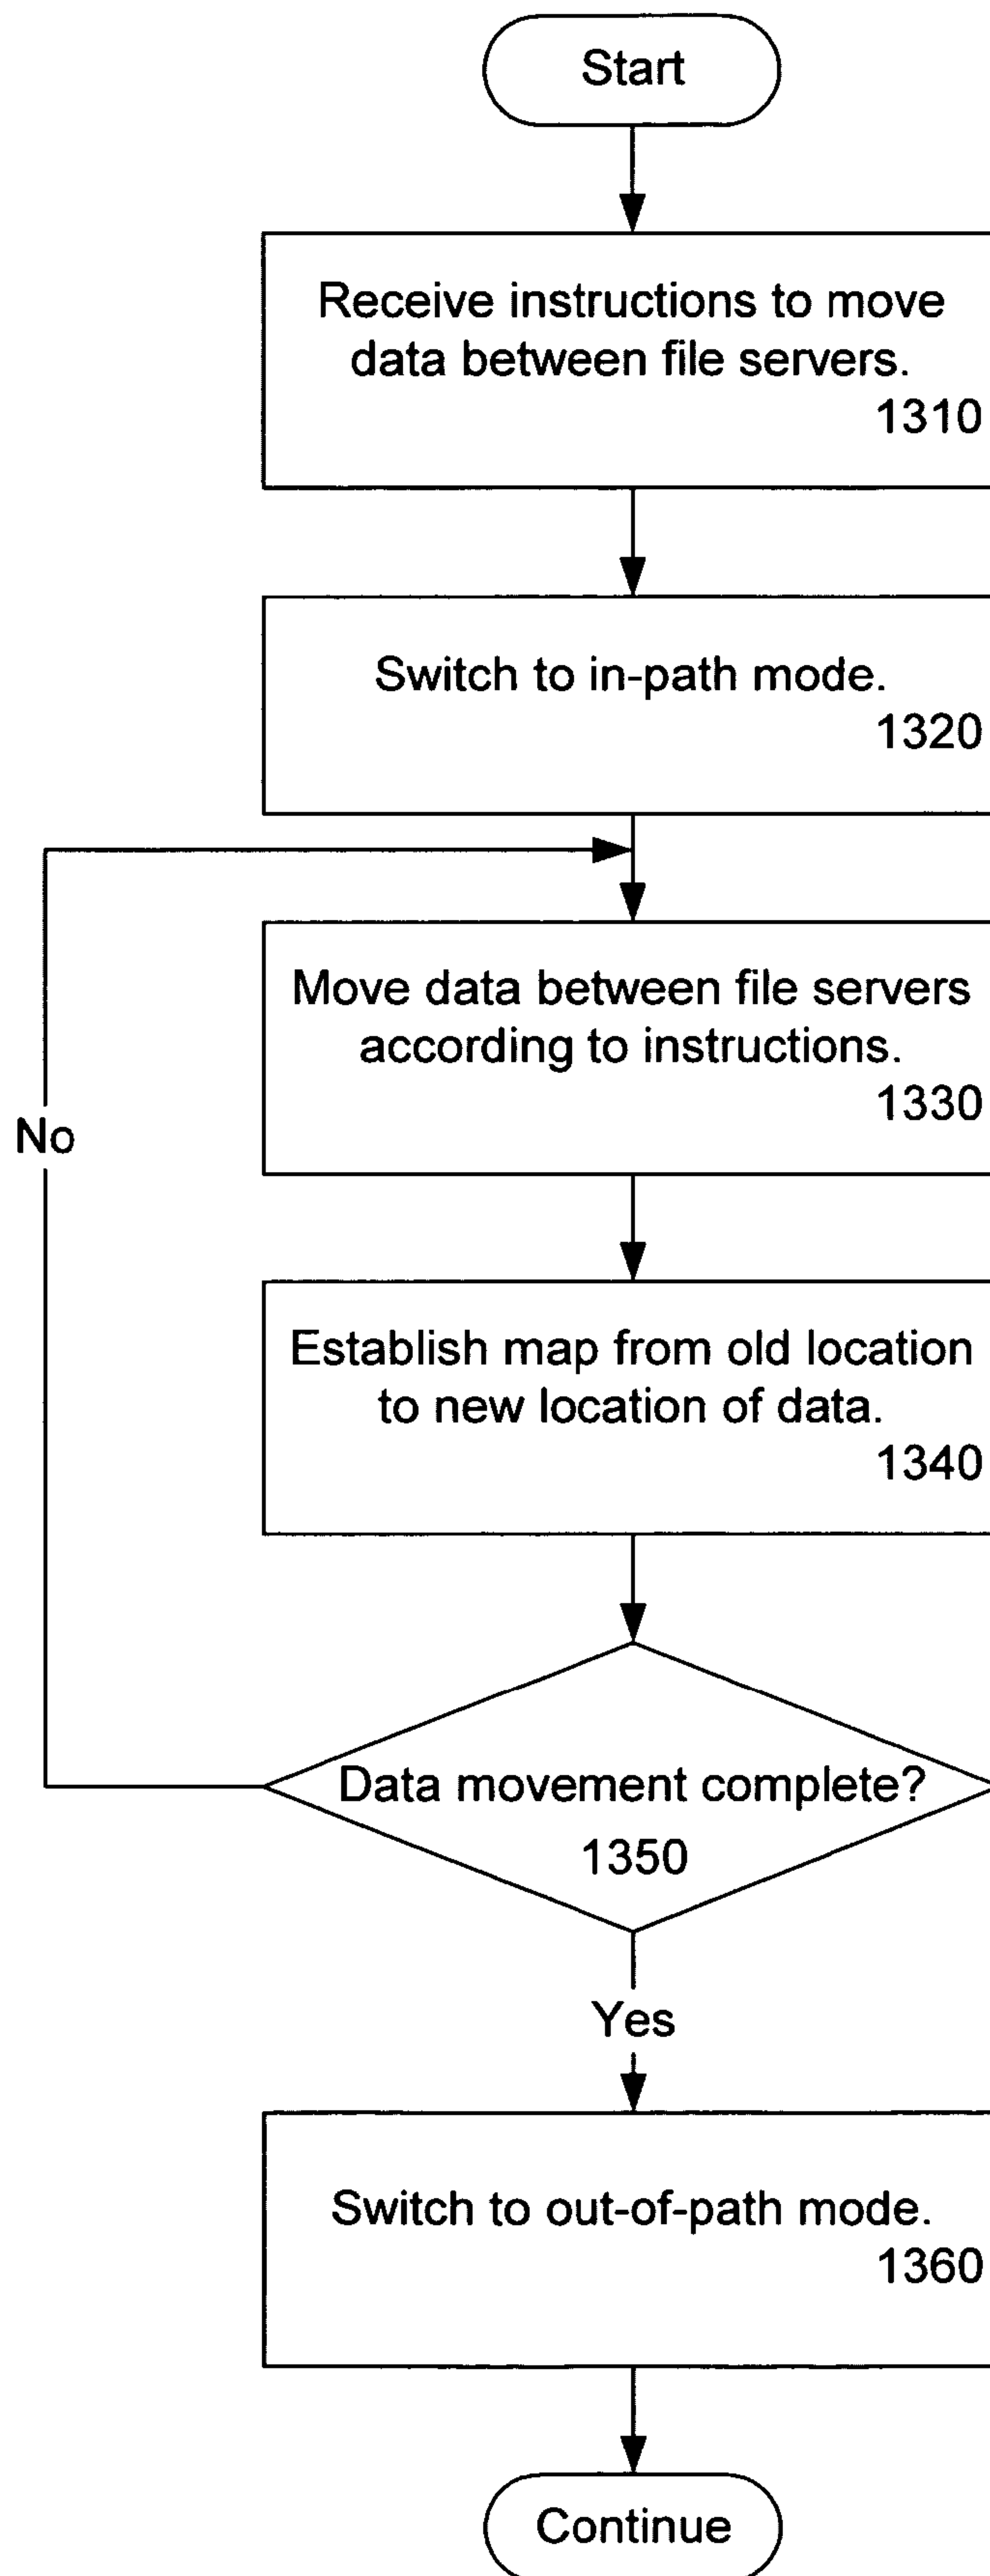 Start
Receive instructions to move
data between file servers.
1310
Switch to in-path mode.
1320
Move data between file servers
according to instructions.
1330
No
Establish map from old location
to new location of data.
1340
Data movement complete?
1350
Yes
Switch to out-of-path mode.
1360
Continue